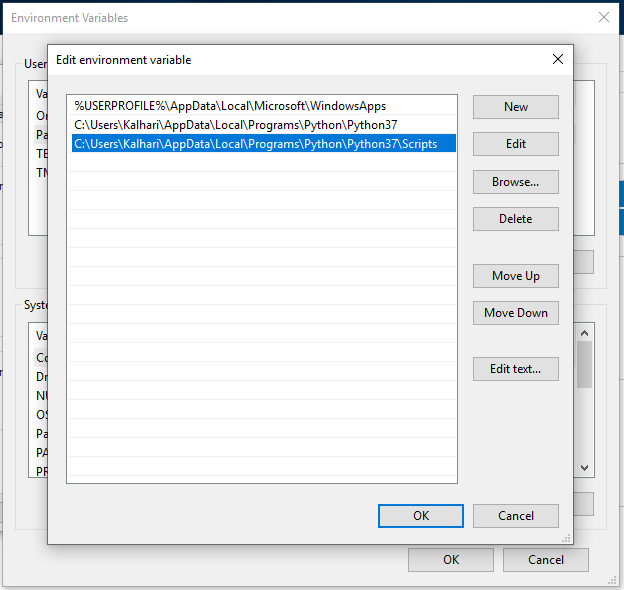 Environment Variables
Edit environment variable
%USERPROFILE%\AppData\Local\Microsoft\WindowsApps
C:\Users\Kalhari\AppData\Local\Programs\Python\Python37
C:\Users\Kalhari\AppData\Local\Programs\Python\Python37\Scripts
New
Edit
Browse...
Delete
Move Up
Move Down
Edit text...
OK
Cancel
User
Va
On
Pa
TE
TM
Syste
Va
Co
Dr
NU
OS
Pa
PA
PR
OK
Cancel